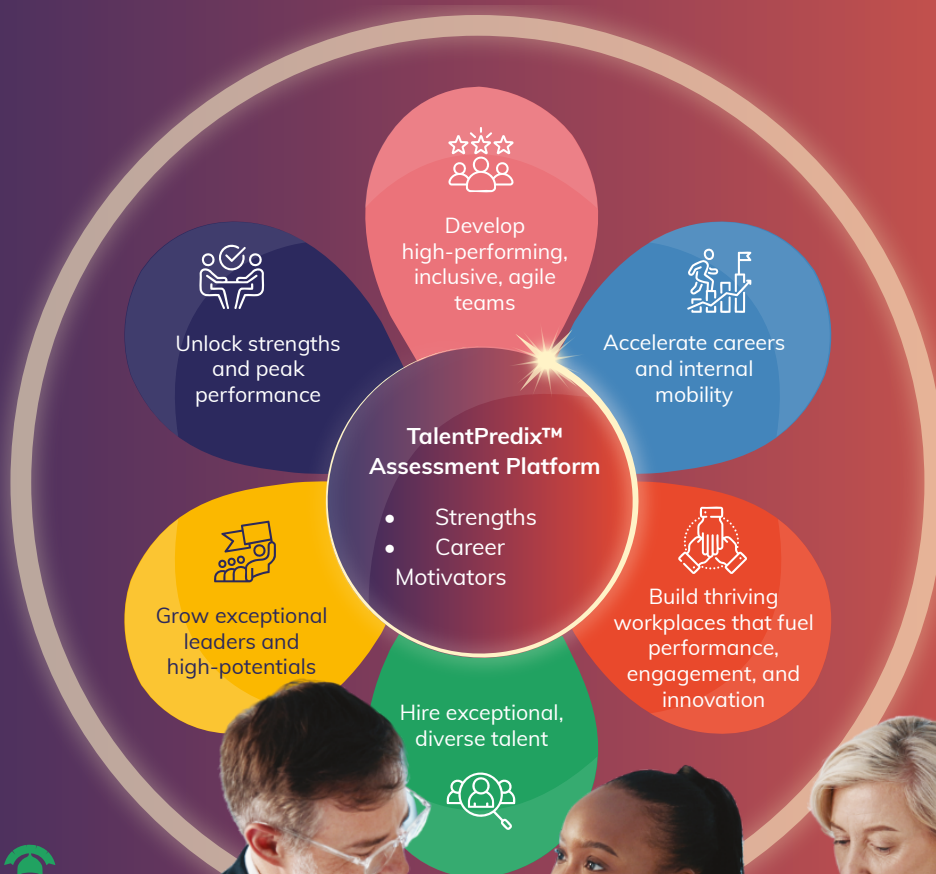 Develop
high-performing,
inclusive, agile
teams
Unlock strengths
and peak
performance
Accelerate careers
and internal
mobility
TalentPredix™
Assessment Platform
• Strengths
• Career
Motivators
Grow exceptional
leaders and
high-potentials
Build thriving
workplaces that fuel
performance,
engagement, and
innovation
Hire exceptional,
diverse talent